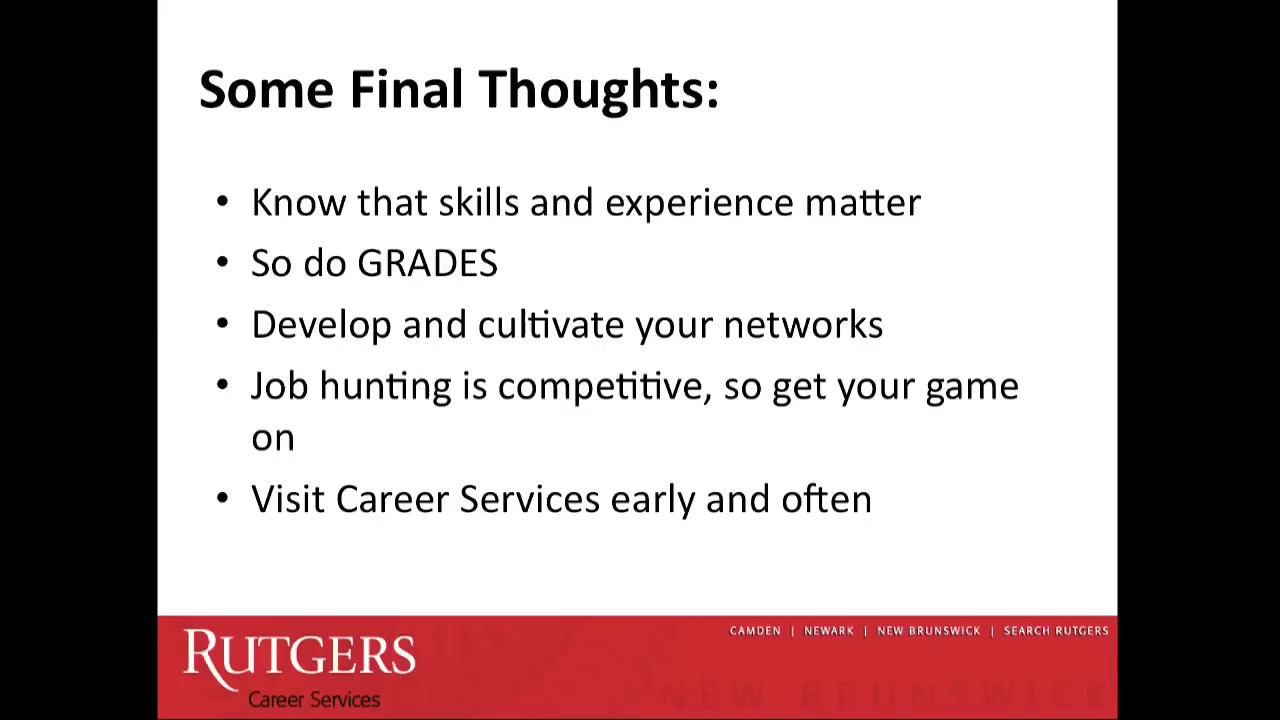 Some Final Thoughts:
• Know that skills and experience matter
• So do GRADES
• Develop and cultivate your networks
• Job hunting is competitive, so get your game
on
• Visit Career Services early and often
CAMDEN | NEWARK | NEW BRUNSWICK | SEARCH RUTGERS
RUTGERS
Career Services
NEW BRUNSWICK